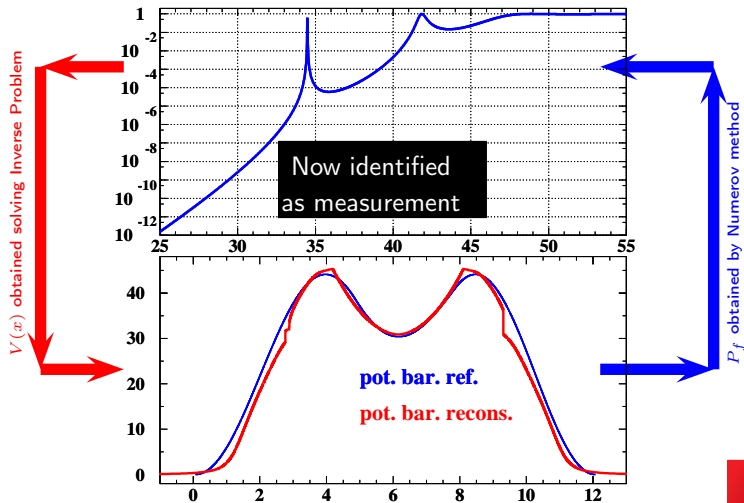 V(x) obtained solving Inverse Problem
1
10 -2
10 -4
10
10 -6
10 -8
10
10 -10
10 -12
25 30 35 40 45 50 55
Now identified
as measurement
P_f obtained by Numerov method
40
30
20
10
0
0 2 4 6 8 10 12
pot. bar. ref.
pot. bar. recons.